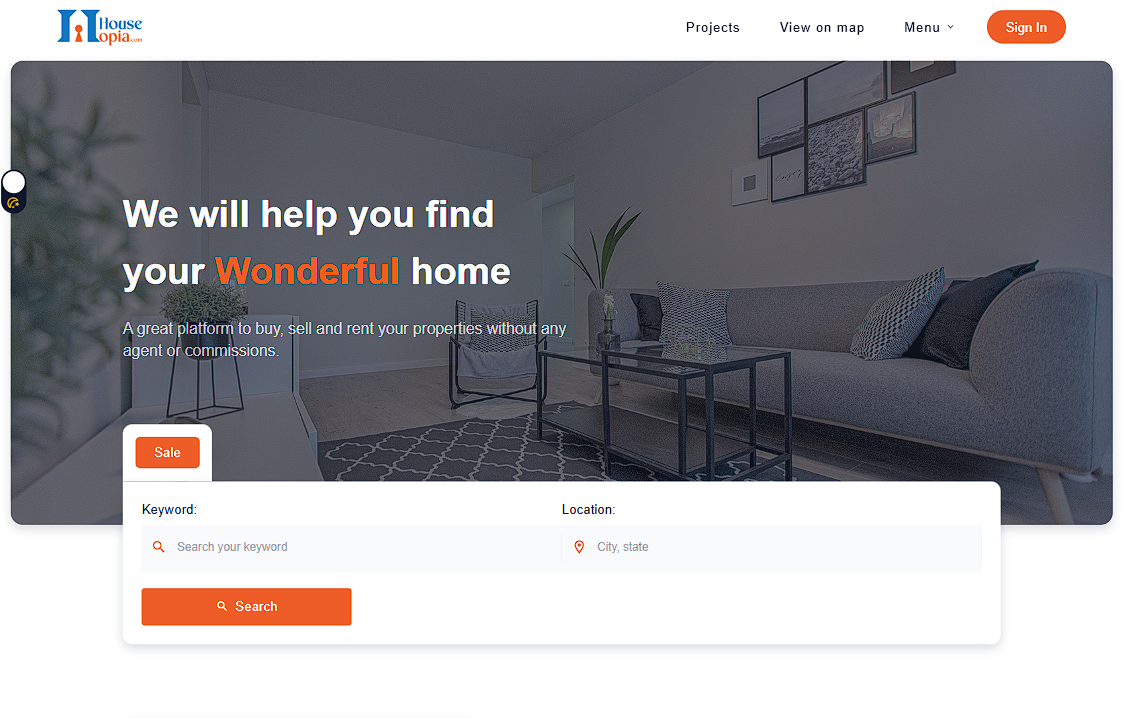 House
opia.com
Projects
View on map
Menu
Sign In
We will help you find
your Wonderful home
A great platform to buy, sell and rent your properties without any
agent or commissions.
Sale
Keyword:
Location:
Search your keyword
City, state
Search